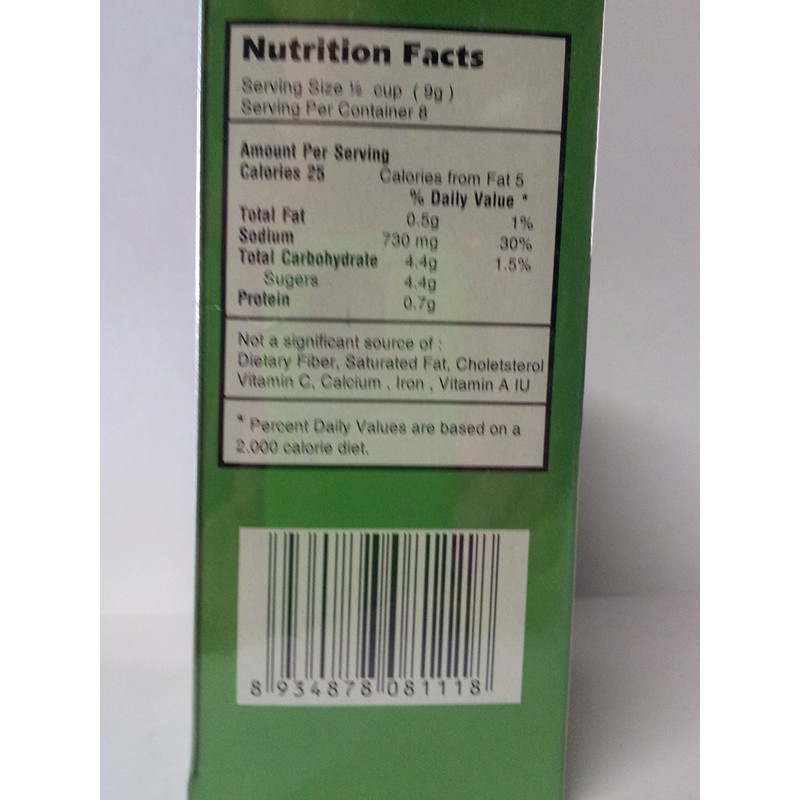 Nutrition Facts
Serving Size ⅛ cup ( 9g )
Serving Per Container 8
Amount Per Serving
Calories 25 Calories from Fat 5
% Daily Value *
Total Fat 0.5g 1%
Sodium 730 mg 30%
Total Carbohydrate 4.4g 1.5%
Sugers 4.4g
Protein 0.7g
Not a significant source of :
Dietary Fiber, Saturated Fat, Choletsterol
Vitamin C, Calcium , Iron , Vitamin A IU
* Percent Daily Values are based on a
2.000 calorie diet.
8 934878 081118